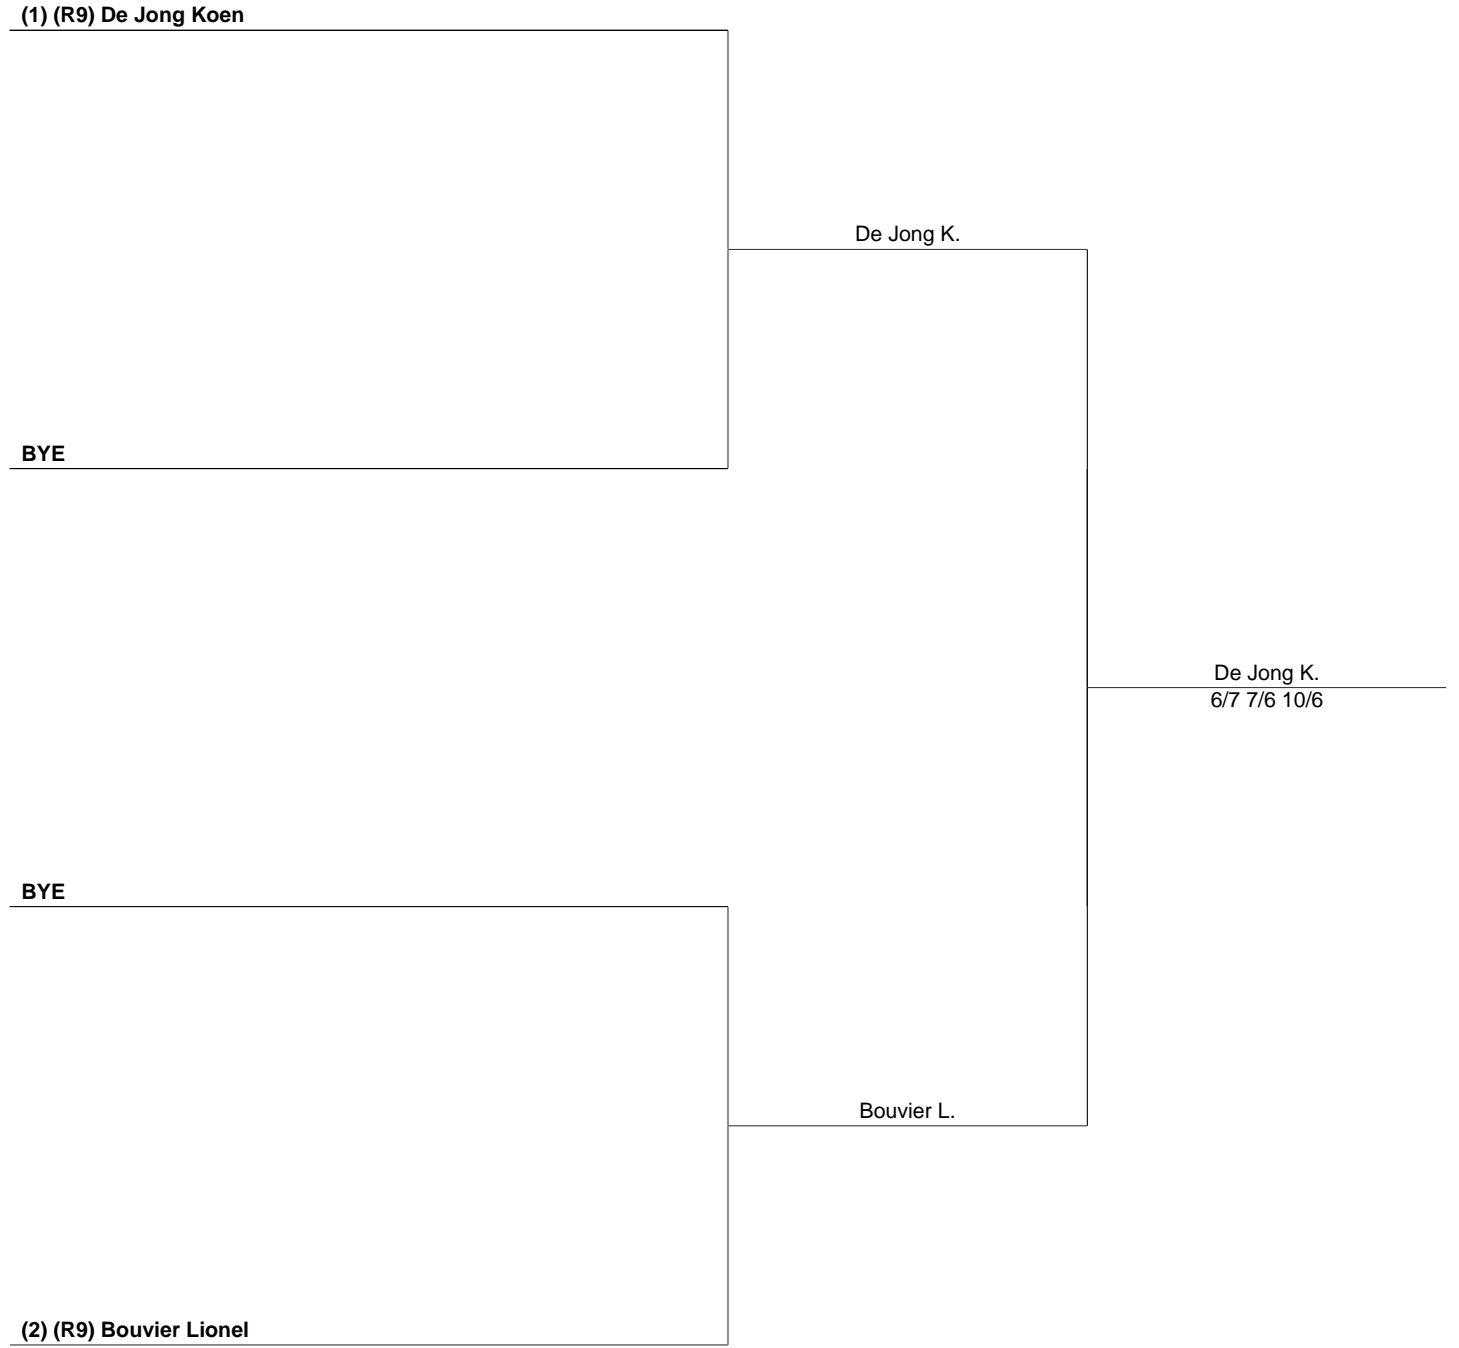 (1) (R9) De Jong Koen
De Jong K.
BYE
De Jong K.
6/7 7/6 10/6
BYE
Bouvier L.
(2) (R9) Bouvier Lionel